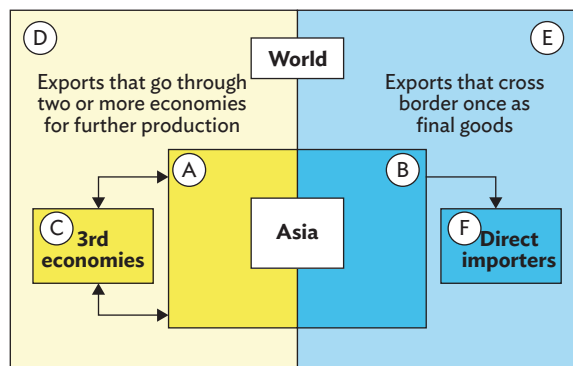 D
E
World
Exports that go through
two or more economies
for further production
Exports that cross
border once as
final goods
A
B
C
3rd
economies
Asia
F
Direct
importers